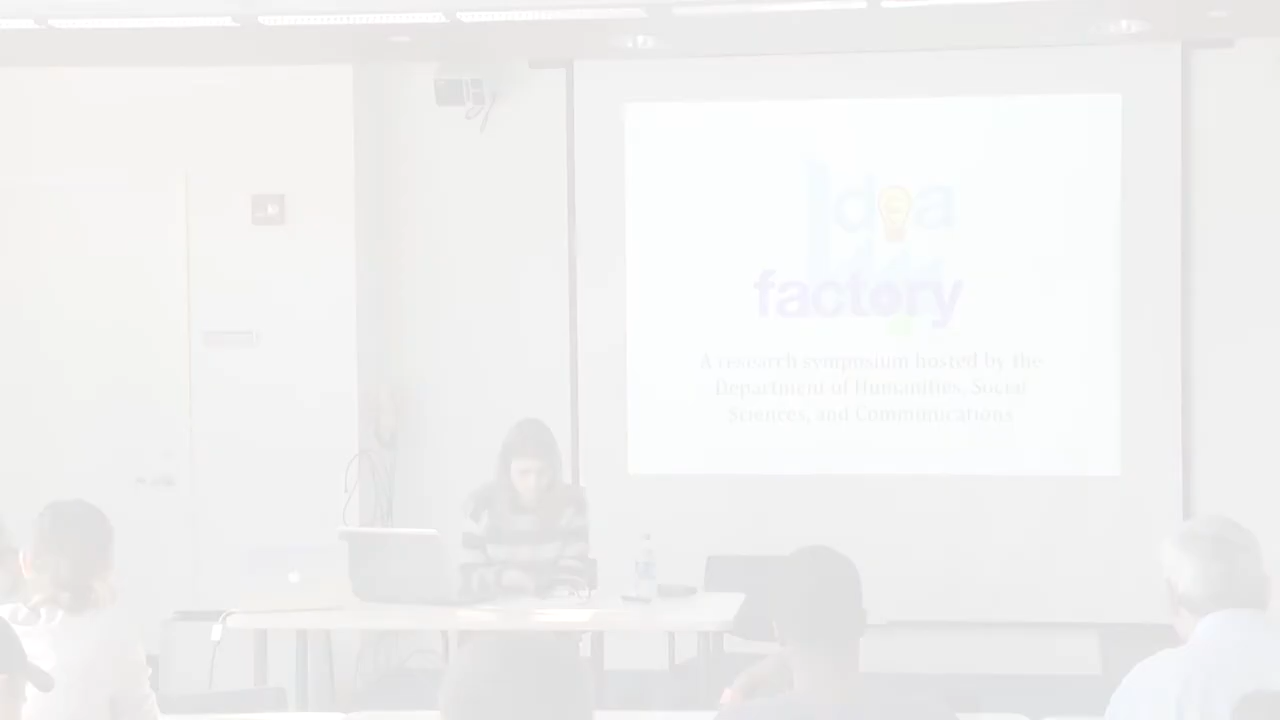 Idea
factory
A research symposium hosted by the
Department of Humanities, Social
Sciences, and Communications